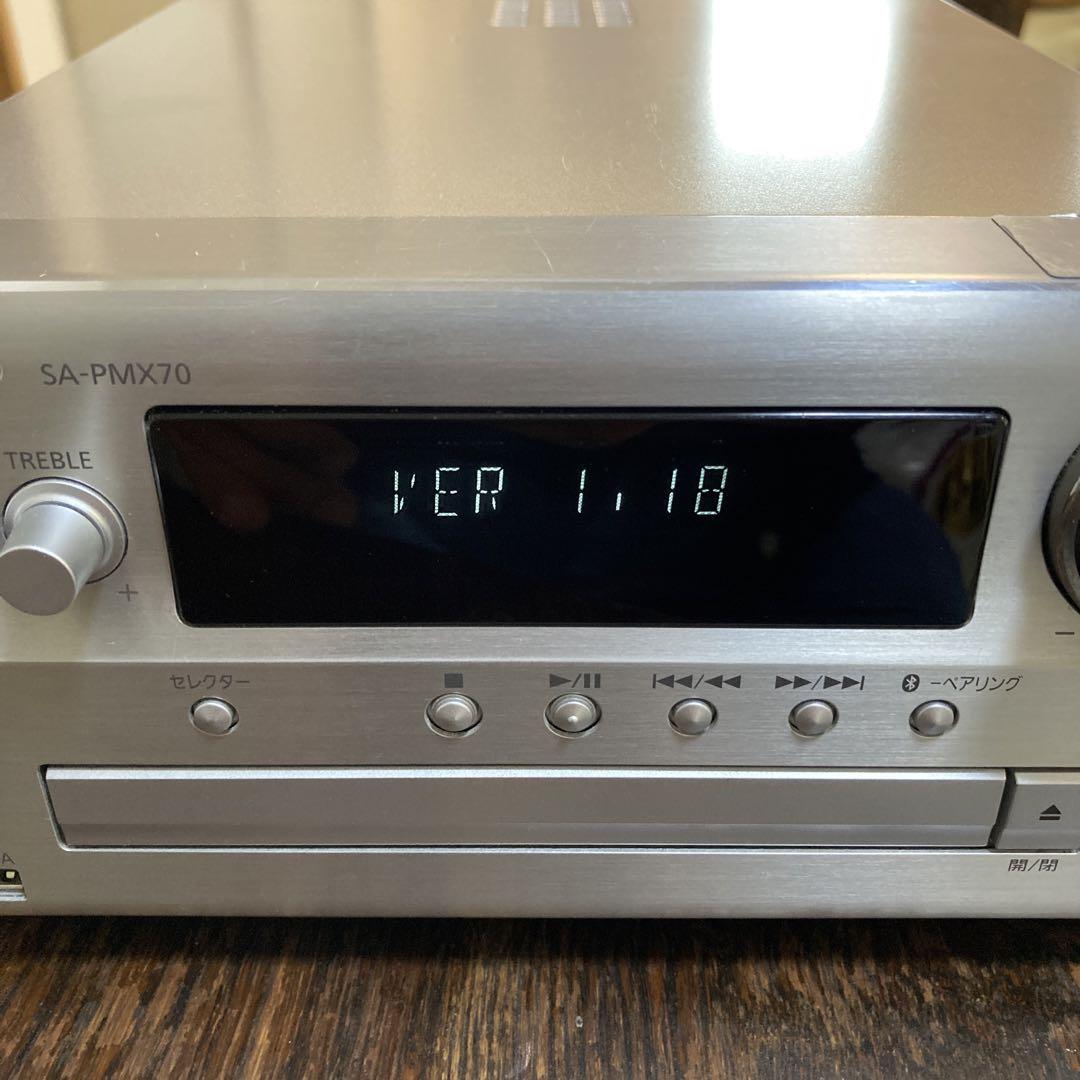 SA-PMX70
TREBLE
+
VER 1.18
−
セレクター
■ ▶/❚❚ |◀◀/◀◀ ▶▶/▶▶| -ペアリング
A
開/閉